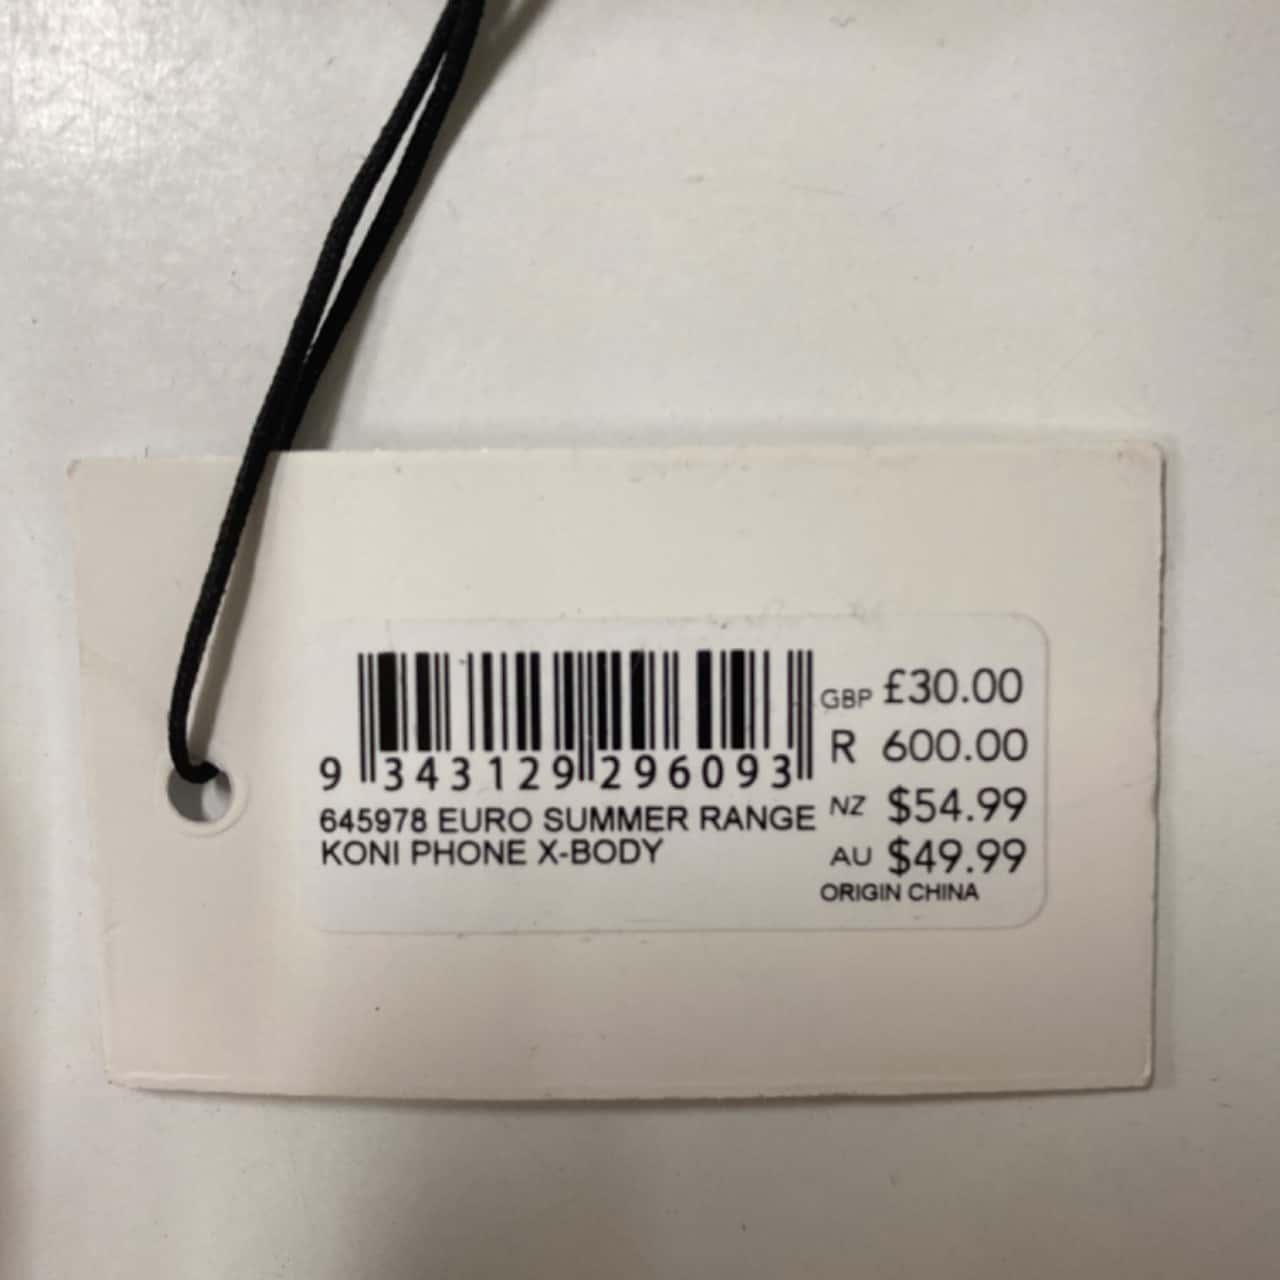 9 343129 296093
645978 EURO SUMMER RANGE
KONI PHONE X-BODY
GBP £30.00
R 600.00
NZ $54.99
AU $49.99
ORIGIN CHINA